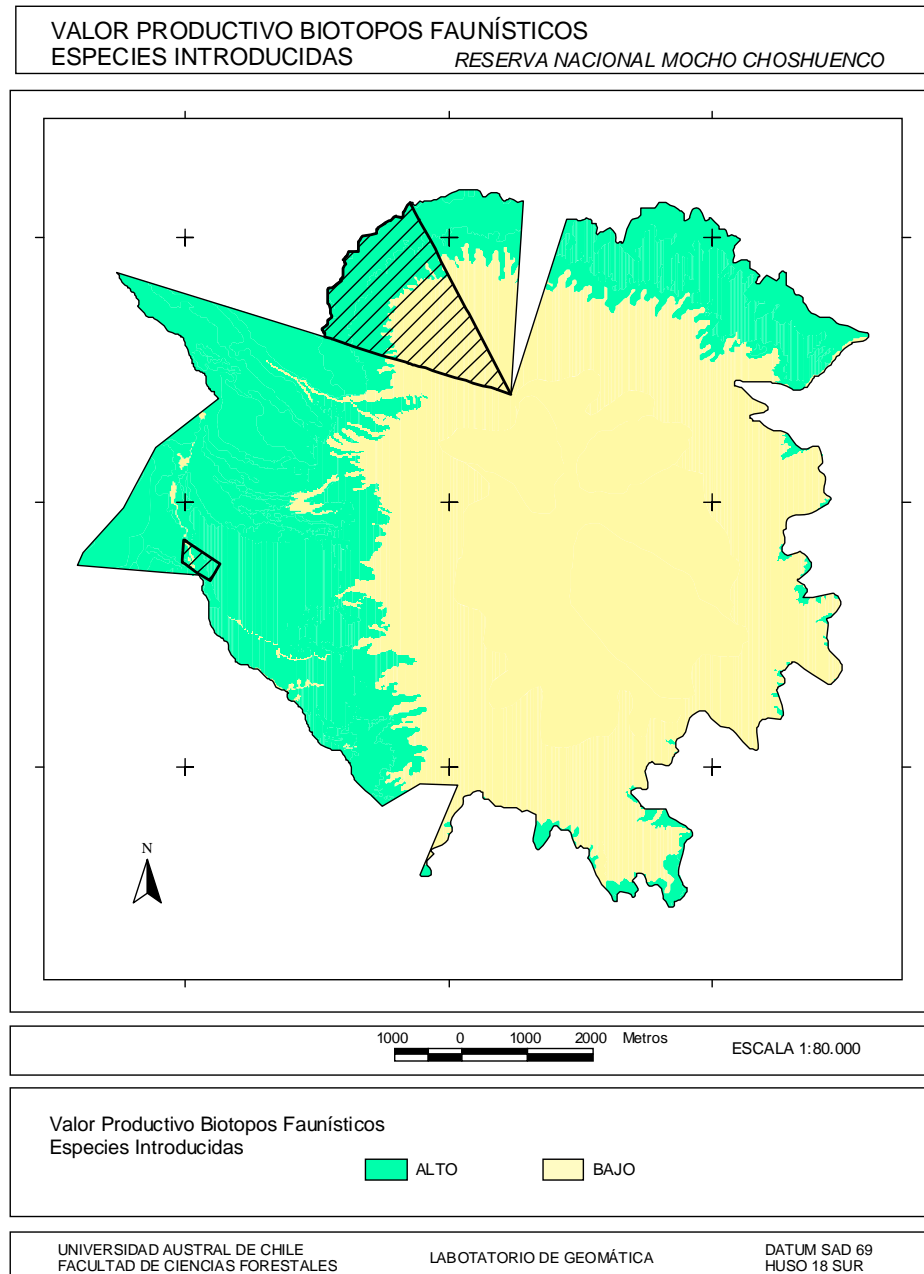 VALOR PRODUCTIVO BIOTOPOS FAUNÍSTICOS
ESPECIES INTRODUCIDAS RESERVA NACIONAL MOCHO CHOSHUENCO
N
1000 0 1000 2000 Metros
ESCALA 1:80.000
Valor Productivo Biotopos Faunísticos
Especies Introducidas
ALTO BAJO
UNIVERSIDAD AUSTRAL DE CHILE
FACULTAD DE CIENCIAS FORESTALES
LABOTATORIO DE GEOMÁTICA
DATUM SAD 69
HUSO 18 SUR